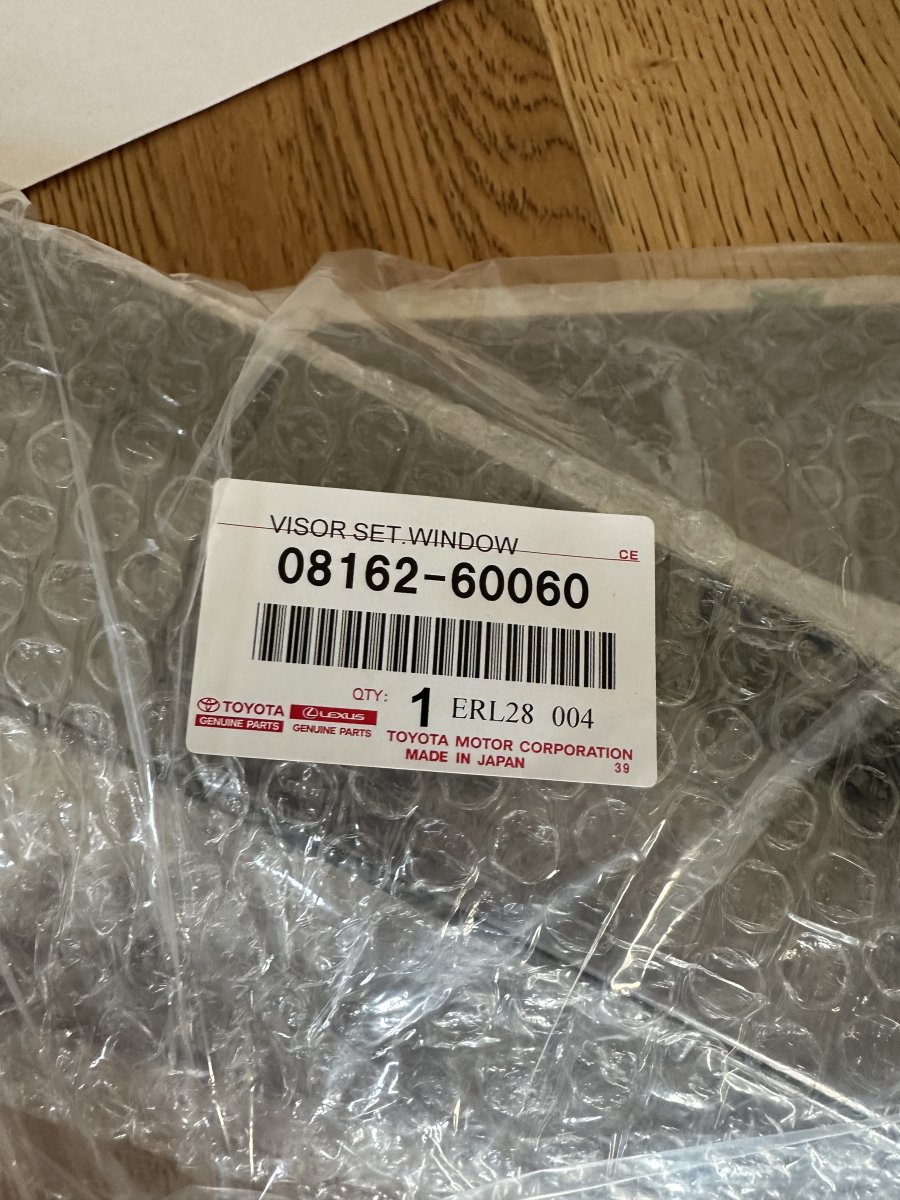 VISOR SET.WINDOW
CE
08162-60060
QTY: 1 ERL28 004
TOYOTA
GENUINE PARTS
LEXUS
GENUINE PARTS
TOYOTA MOTOR CORPORATION
MADE IN JAPAN
39